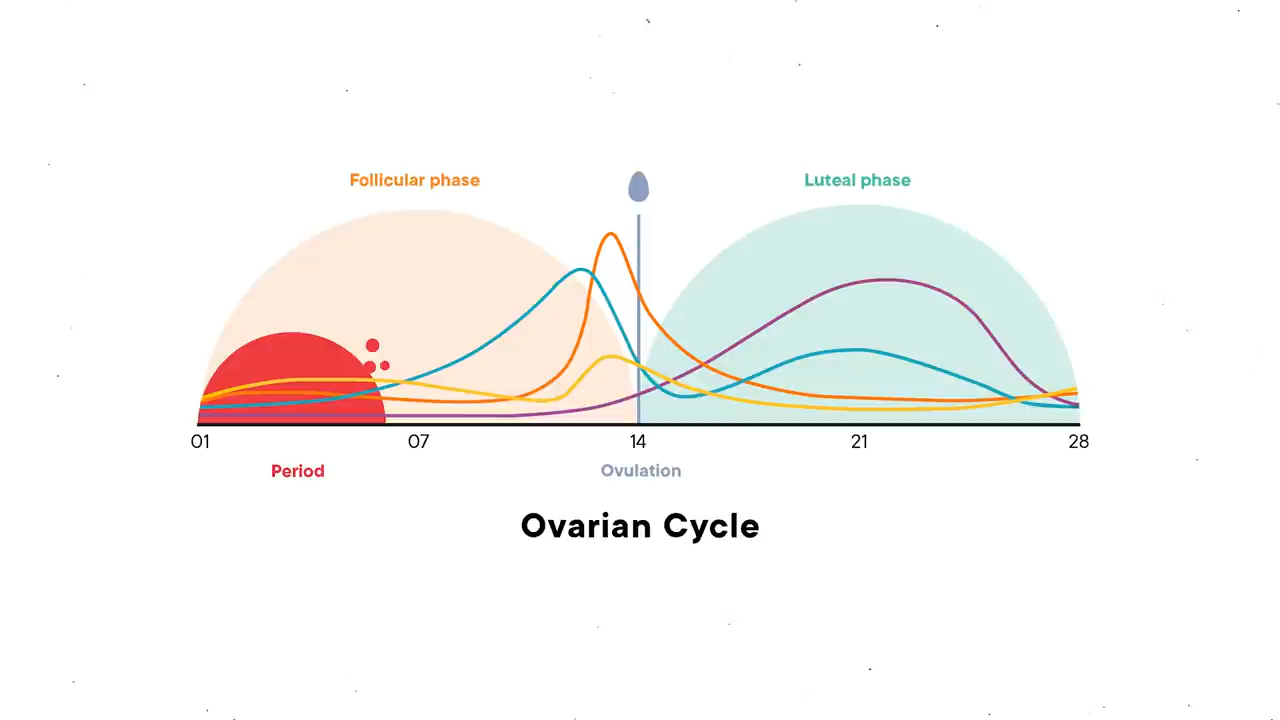 Follicular phase
Luteal phase
01 07 14 21 28
Period
Ovulation
Ovarian Cycle